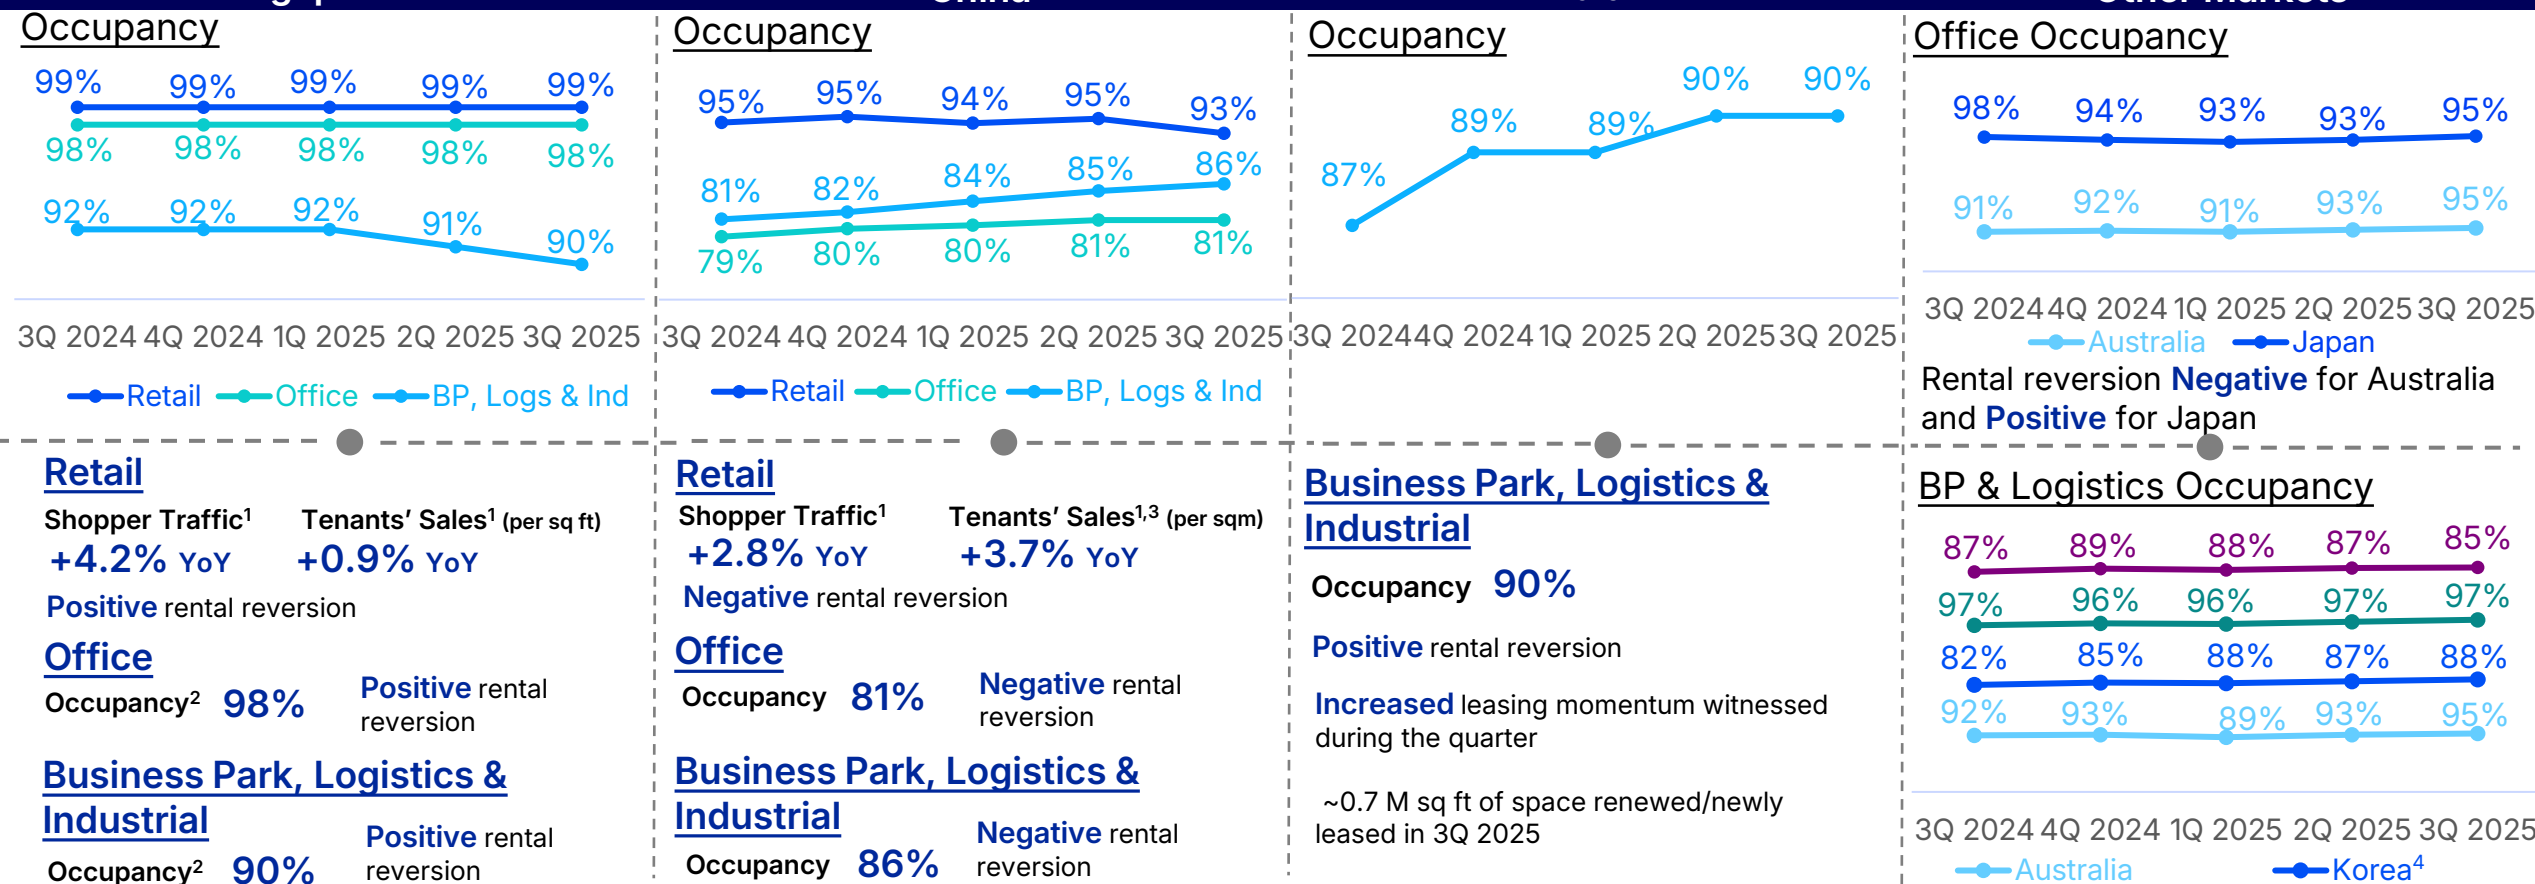 China
Other Markets
Occupancy
99% 99% 99% 99% 99%
98% 98% 98% 98% 98%
92% 92% 92% 91% 90%
3Q 2024 4Q 2024 1Q 2025 2Q 2025 3Q 2025
Retail Office BP, Logs & Ind
Retail
Shopper Traffic¹ Tenants’ Sales¹ (per sq ft)
+4.2% YoY +0.9% YoY
Positive rental reversion
Office
Occupancy² 98% Positive rental
reversion
Business Park, Logistics &
Industrial
Occupancy² 90% Positive rental
reversion
Occupancy
95% 95% 94% 95% 93%
81% 82% 84% 85% 86%
79% 80% 80% 81% 81%
3Q 2024 4Q 2024 1Q 2025 2Q 2025 3Q 2025
Retail Office BP, Logs & Ind
Retail
Shopper Traffic¹ Tenants’ Sales¹,³ (per sqm)
+2.8% YoY +3.7% YoY
Negative rental reversion
Office
Occupancy 81% Negative rental
reversion
Business Park, Logistics &
Industrial
Occupancy 86% Negative rental
reversion
Occupancy
87% 89% 89% 90% 90%
3Q 2024 4Q 2024 1Q 2025 2Q 2025 3Q 2025
Business Park, Logistics &
Industrial
Occupancy 90%
Positive rental reversion
Increased leasing momentum witnessed
during the quarter
~0.7 M sq ft of space renewed/newly
leased in 3Q 2025
Office Occupancy
98% 94% 93% 93% 95%
91% 92% 91% 93% 95%
3Q 2024 4Q 2024 1Q 2025 2Q 2025 3Q 2025
Australia Japan
Rental reversion Negative for Australia
and Positive for Japan
BP & Logistics Occupancy
87% 89% 88% 87% 85%
97% 96% 96% 97% 97%
82% 85% 88% 87% 88%
92% 93% 89% 93% 95%
3Q 2024 4Q 2024 1Q 2025 2Q 2025 3Q 2025
Australia Korea⁴